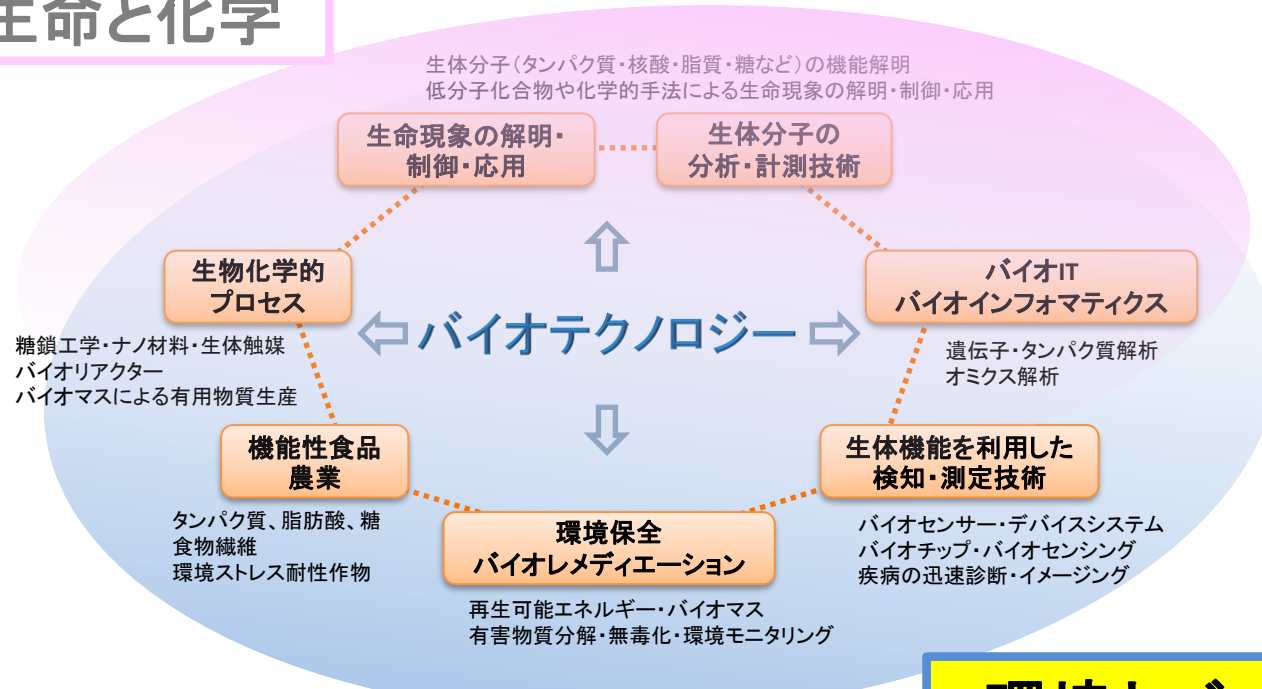 生命と化学
生体分子（タンパク質・核酸・脂質・糖など）の機能解明
低分子化合物や化学的手法による生命現象の解明・制御・応用
生命現象の解明・
制御・応用
生体分子の
分析・計測技術
生物化学的
プロセス
バイオIT
バイオインフォマティクス
バイオテクノロジー
糖鎖工学・ナノ材料・生体触媒
バイオリアクター
バイオマスによる有用物質生産
遺伝子・タンパク質解析
オミクス解析
機能性食品
農業
生体機能を利用した
検知・測定技術
タンパク質、脂肪酸、糖
食物繊維
環境ストレス耐性作物
環境保全
バイオレメディエーション
バイオセンサー・デバイスシステム
バイオチップ・バイオセンシング
疾病の迅速診断・イメージング
再生可能エネルギー・バイオマス
有害物質分解・無毒化・環境モニタリング